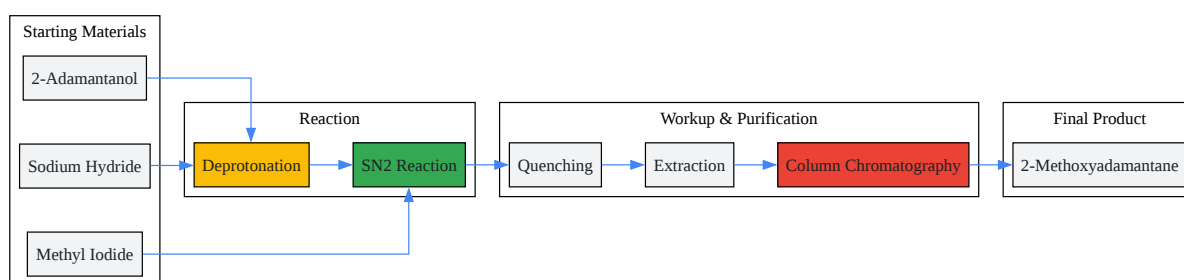 Starting Materials
2-Adamantanol
Sodium Hydride
Methyl Iodide
Reaction
Deprotonation
SN2 Reaction
Workup & Purification
Quenching
Extraction
Column Chromatography
Final Product
2-Methoxyadamantane